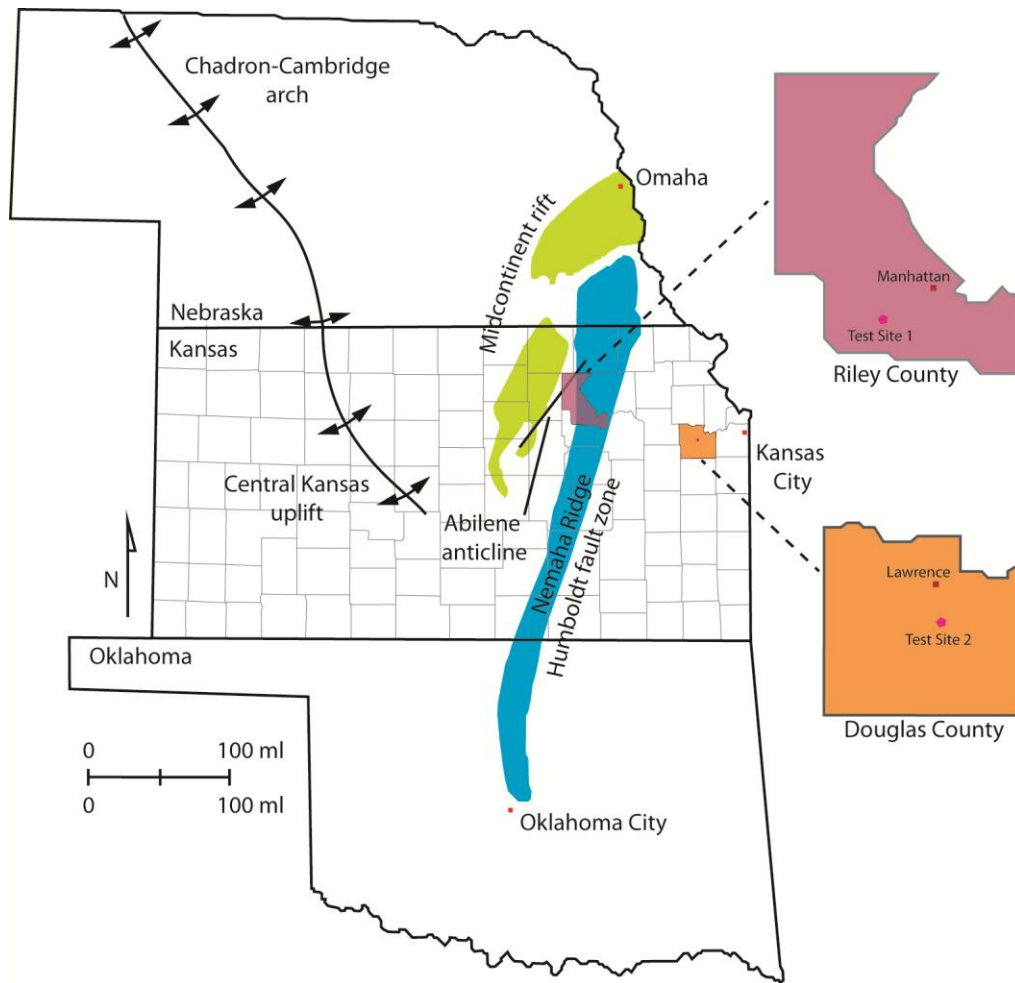 Chadron-Cambridge
arch
Omaha
Midcontinent rift
Nebraska
Kansas
Manhattan
Test Site 1
Riley County
Kansas
City
Central Kansas
uplift
Abilene
anticline
Nemaha Ridge
Humboldt fault zone
N
Lawrence
Test Site 2
Douglas County
Oklahoma
0 100 ml
0 100 ml
Oklahoma City